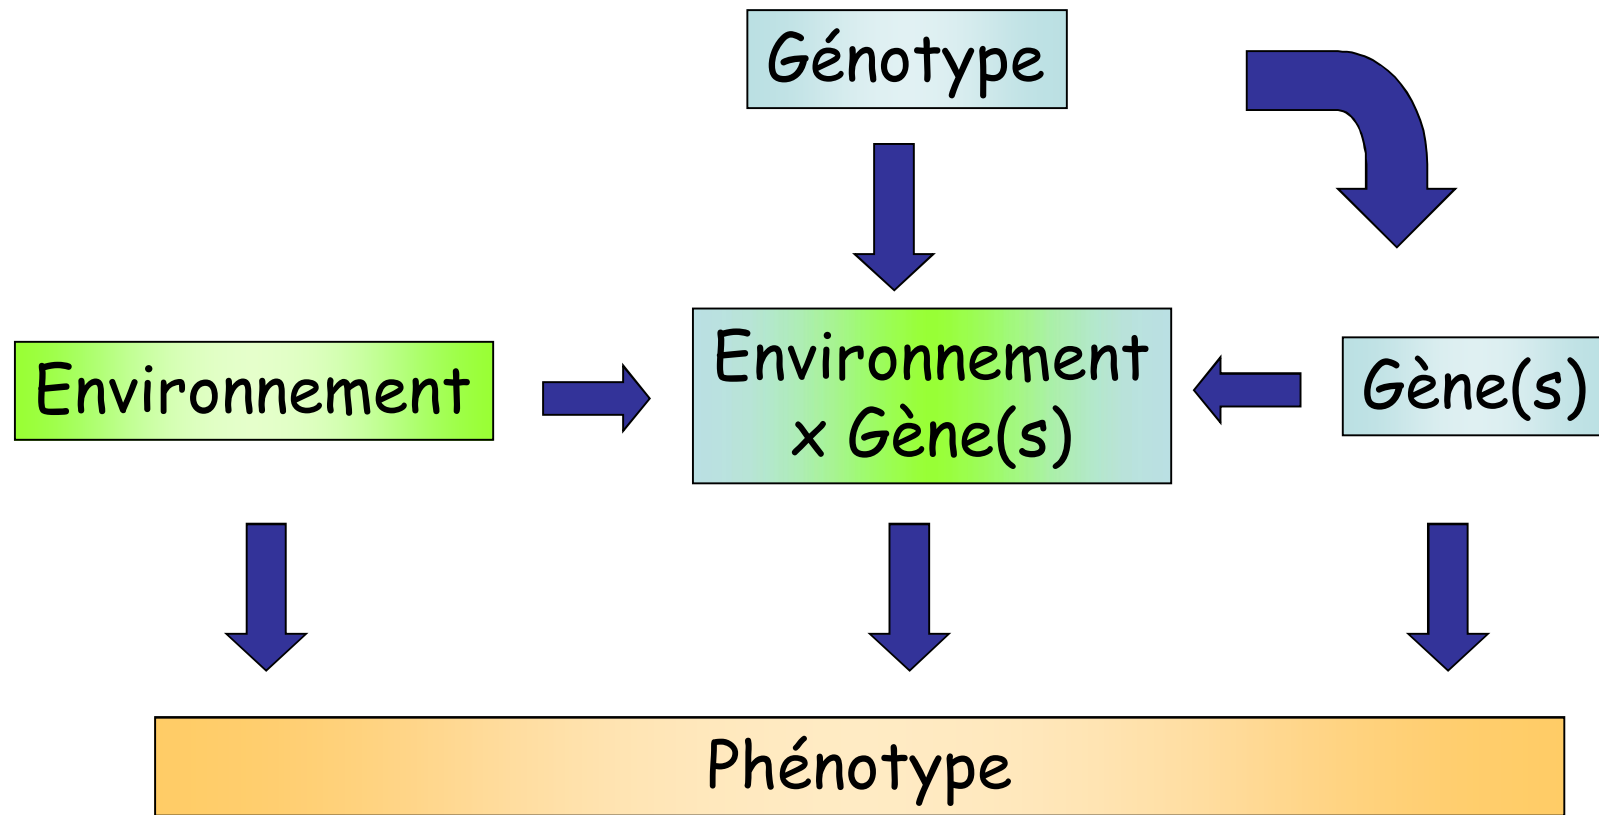 Génotype
Environnement
Environnement
x Gène(s)
Gène(s)
Phénotype